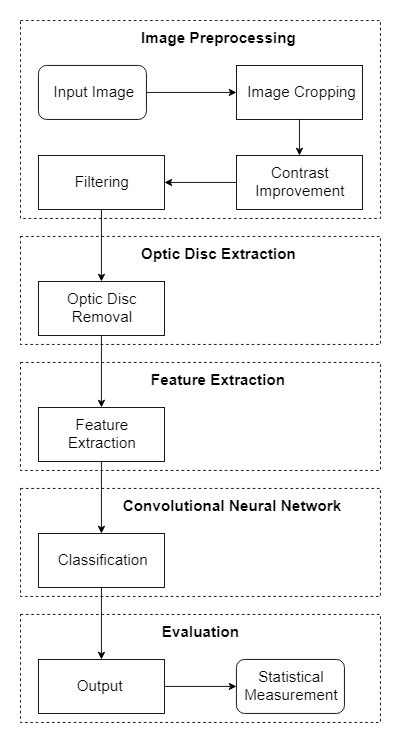 Image Preprocessing
Input Image
Image Cropping
Filtering
Contrast
Improvement
Optic Disc Extraction
Optic Disc
Removal
Feature Extraction
Feature
Extraction
Convolutional Neural Network
Classification
Evaluation
Output
Statistical
Measurement